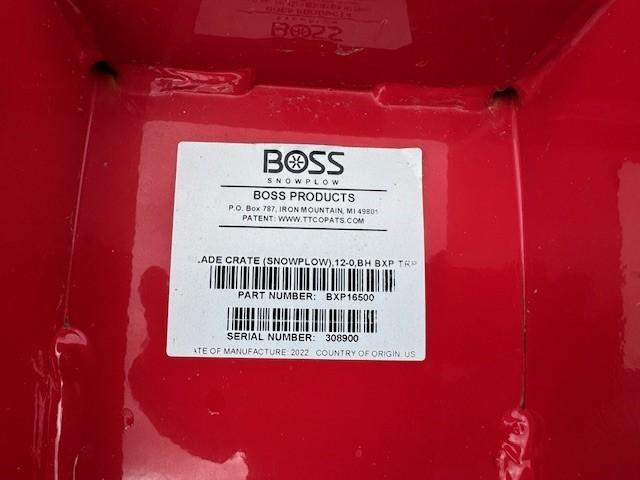 BOSS
SNOWPLOW
BOSS PRODUCTS
P.O. Box 787, IRON MOUNTAIN, MI 49801
PATENT: WWW.TTCOPATS.COM
LADE CRATE (SNOWPLOW),12-0,BH BXP TRP
PART NUMBER: BXP16500
SERIAL NUMBER: 308900
ATE OF MANUFACTURE: 2022 COUNTRY OF ORIGIN: US